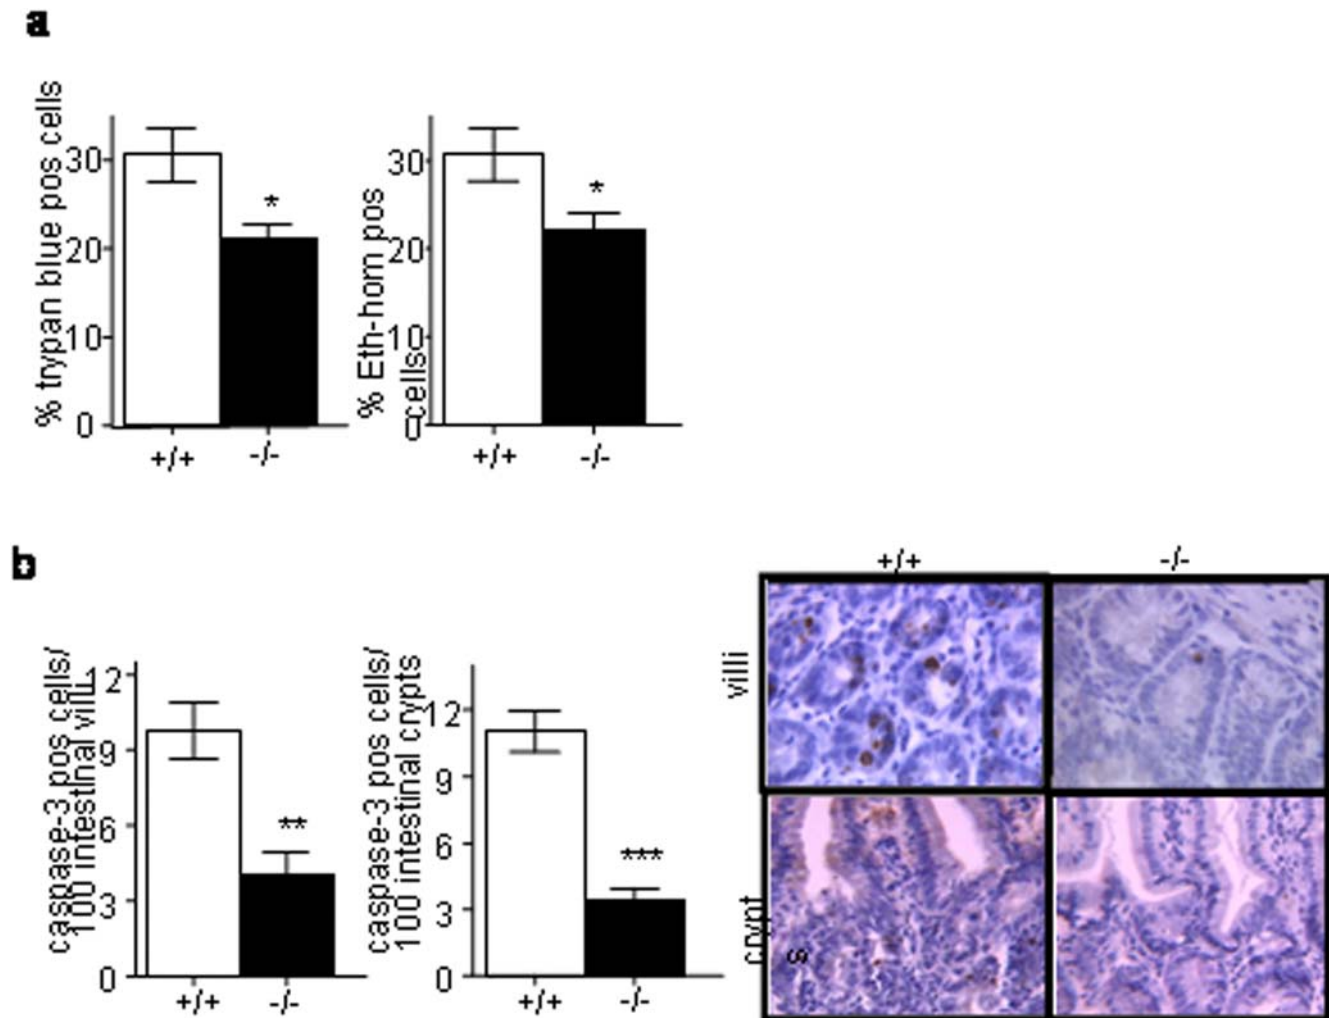 a
% trypan blue pos cells
30
20
10
0
+/+
-/-
*
% Eth-hom pos
cells
30
20
10
0
+/+
-/-
*
b
caspase-3 pos cells/
100 intestinal villi
12
9
6
3
0
+/+
-/-
**
caspase-3 pos cells/
100 intestinal crypts
12
9
6
3
0
+/+
-/-
***
+/+
-/-
villi
crypt
s